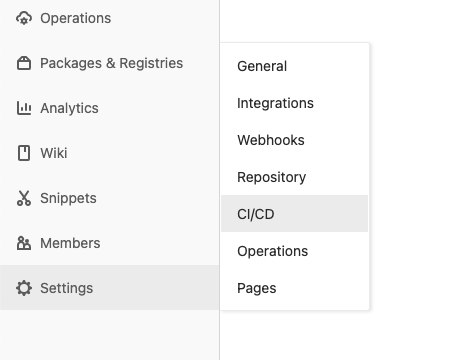 Operations
Packages & Registries
Analytics
Wiki
Snippets
Members
Settings
General
Integrations
Webhooks
Repository
CI/CD
Operations
Pages